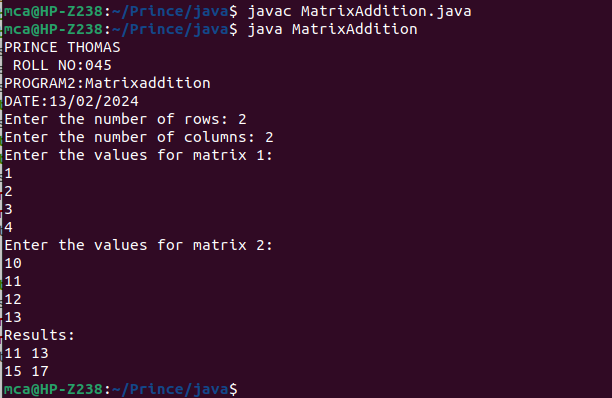 mca@HP-Z238:~/Prince/java$ javac MatrixAddition.java
mca@HP-Z238:~/Prince/java$ java MatrixAddition
PRINCE THOMAS
 ROLL NO:045
PROGRAM2:Matrixaddition
DATE:13/02/2024
Enter the number of rows: 2
Enter the number of columns: 2
Enter the values for matrix 1:
1
2
3
4
Enter the values for matrix 2:
10
11
12
13
Results:
11 13
15 17
mca@HP-Z238:~/Prince/java$